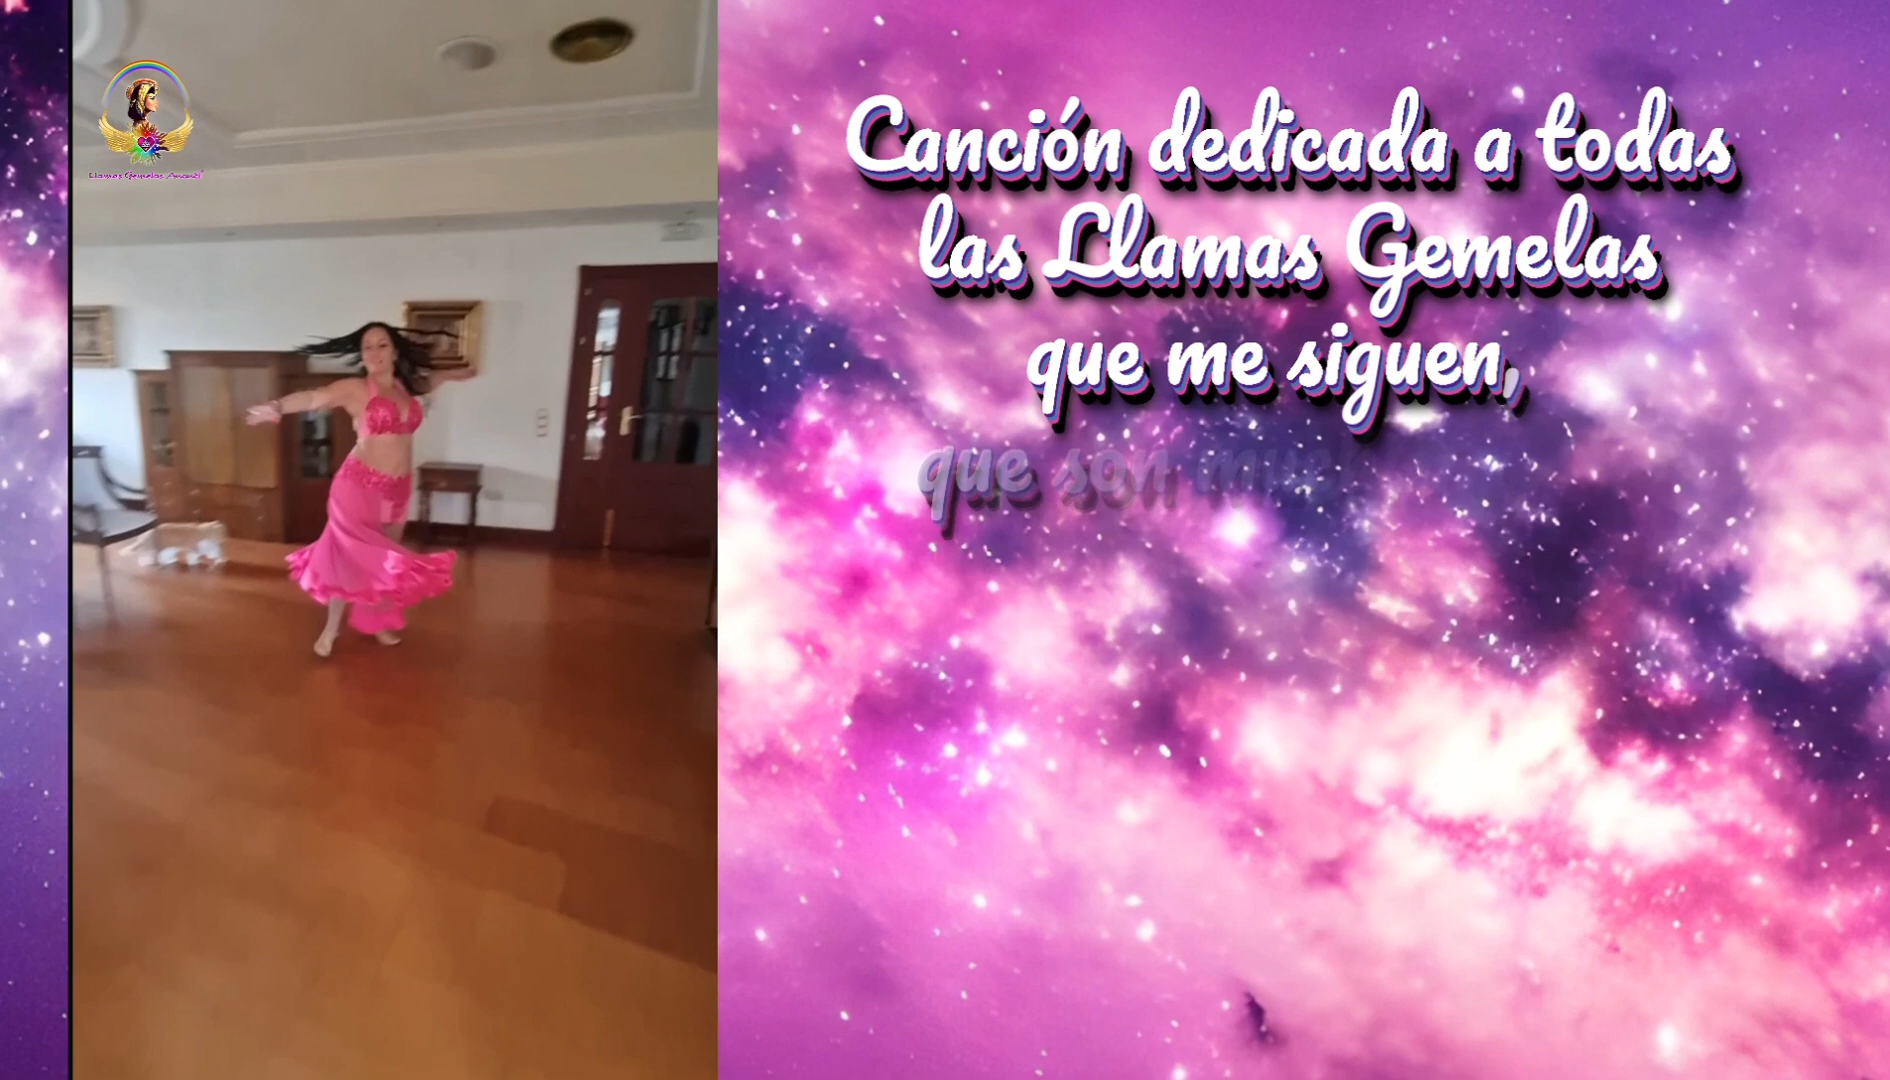 Canción dedicada a todas
las Llamas Gemelas
que me siguen,
que son